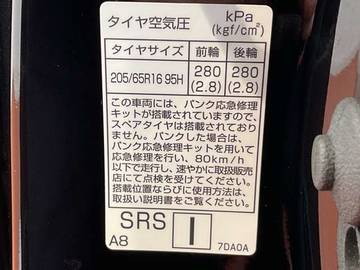 タイヤ空気圧 kPa (kgf/cm²)
タイヤサイズ 前輪 後輪
205/65R16 95H 280 (2.8) 280 (2.8)
この車両には、パンク応急修理
キットが搭載されていますので、
スペアタイヤは搭載されており
ません。パンクした場合は、
パンク応急修理キットを用いて
応急修理を行い、80km/h
以下で走行し、速やかに取扱販売
店にて点検を受けてください。
搭載位置ならびに使用方法は、
取扱説明書をご覧ください。
SRS I
A8 7DA0A